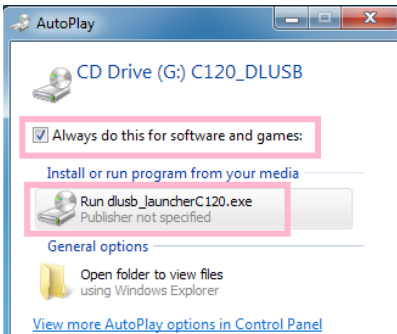 AutoPlay
CD Drive (G:) C120_DLUSB
Always do this for software and games:
Install or run program from your media
Run dlusb_launcherC120.exe
Publisher not specified
General options
Open folder to view files
using Windows Explorer
View more AutoPlay options in Control Panel